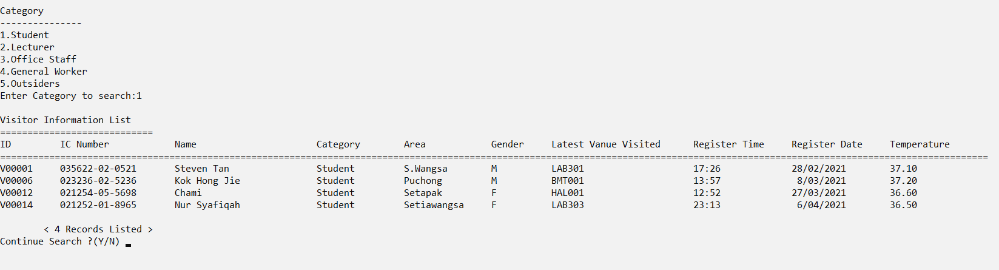 Category
---------------
1.Student
2.Lecturer
3.Office Staff
4.General Worker
5.Outsiders
Enter Category to search:1
Visitor Information List
============================
ID IC Number Name Category Area Gender Latest Vanue Visited Register Time Register Date Temperature
=====================================================================================================================================================================================
V00001 035622-02-0521 Steven Tan Student S.Wangsa M LAB301 17:26 28/02/2021 37.10
V00006 023236-02-5236 Kok Hong Jie Student Puchong M BMT001 13:57 8/03/2021 37.20
V00012 021254-05-5698 Chami Student Setapak F HAL001 12:52 27/03/2021 36.60
V00014 021252-01-8965 Nur Syafiqah Student Setiawangsa F LAB303 23:13 6/04/2021 36.50
< 4 Records Listed >
Continue Search ?(Y/N)